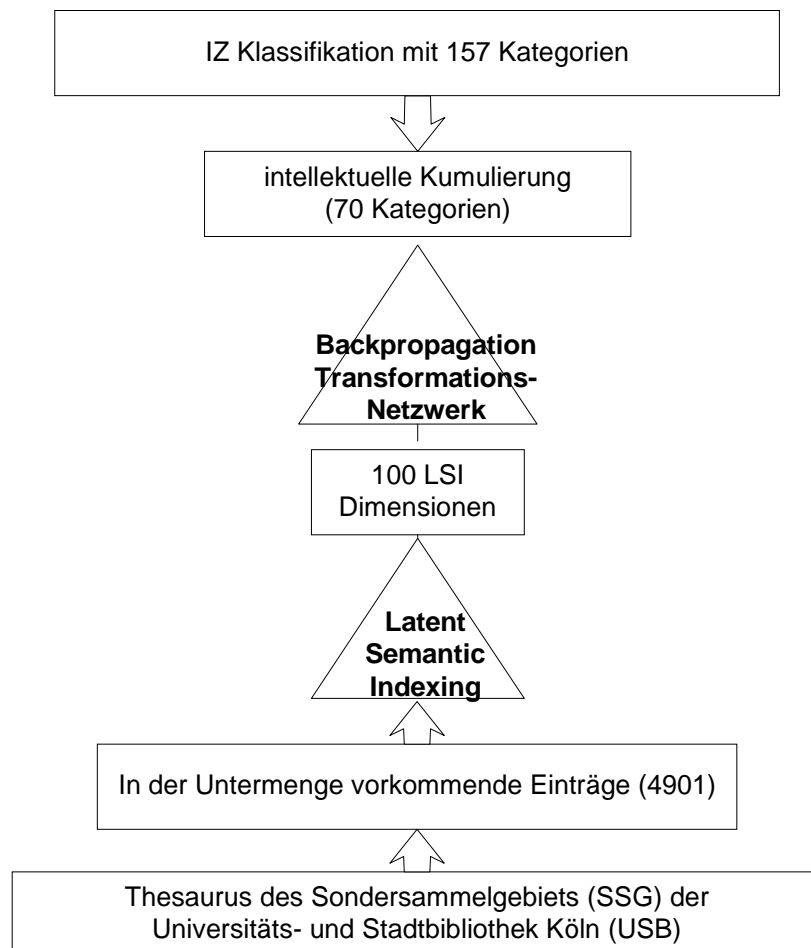 IZ Klassifikation mit 157 Kategorien
intellektuelle Kumulierung
(70 Kategorien)
Backpropagation
Transformations-
Netzwerk
100 LSI
Dimensionen
Latent
Semantic
Indexing
In der Untermenge vorkommende Einträge (4901)
Thesaurus des Sondersammelgebiets (SSG) der
Universitäts- und Stadtbibliothek Köln (USB)